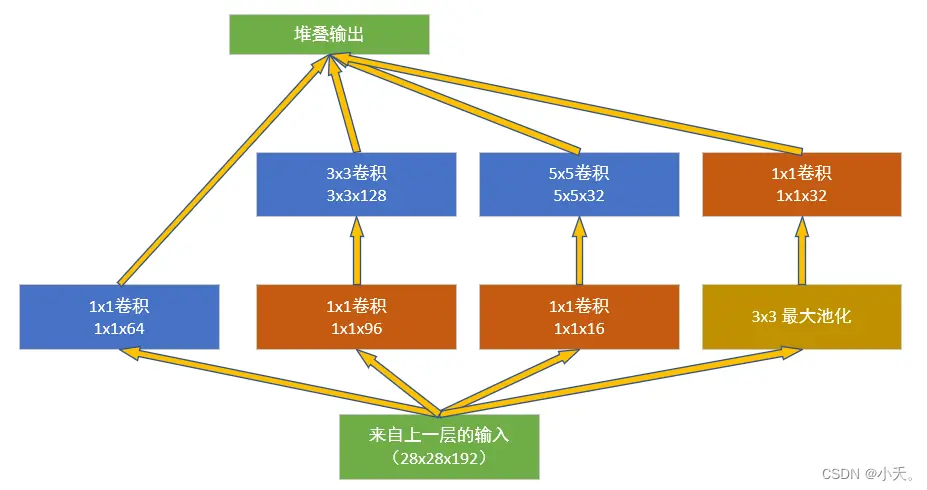 堆叠输出
3x3卷积
3x3x128
5x5卷积
5x5x32
1x1卷积
1x1x32
1x1卷积
1x1x64
1x1卷积
1x1x96
1x1卷积
1x1x16
3x3 最大池化
来自上一层的输入
（28x28x192）
CSDN @小夭。